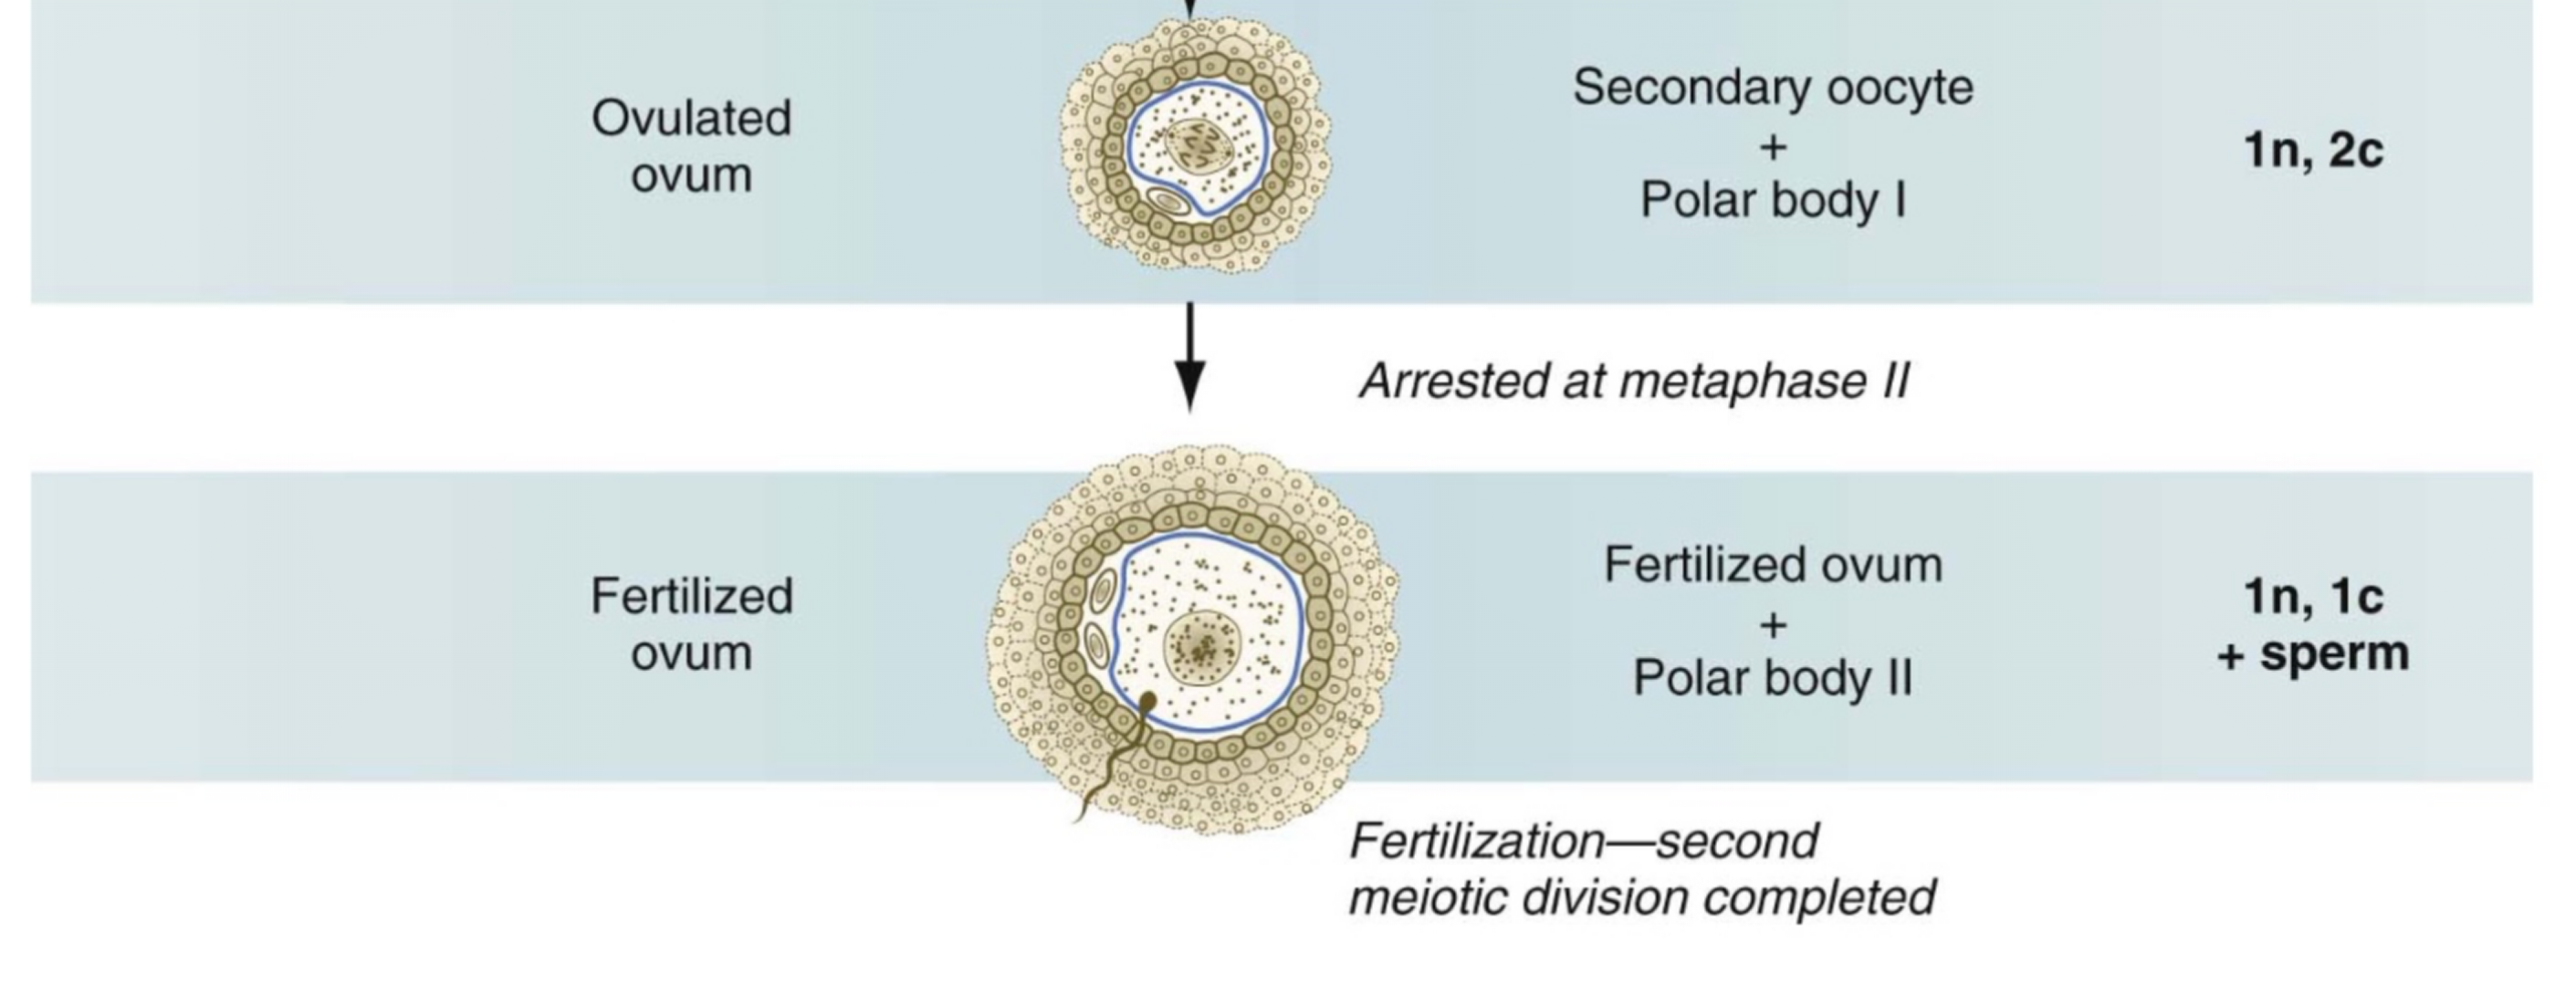 Ovulated
ovum
Secondary oocyte
+
Polar body I
1n, 2c
Arrested at metaphase II
Fertilized
ovum
Fertilized ovum
+
Polar body II
1n, 1c
+ sperm
Fertilization—second
meiotic division completed